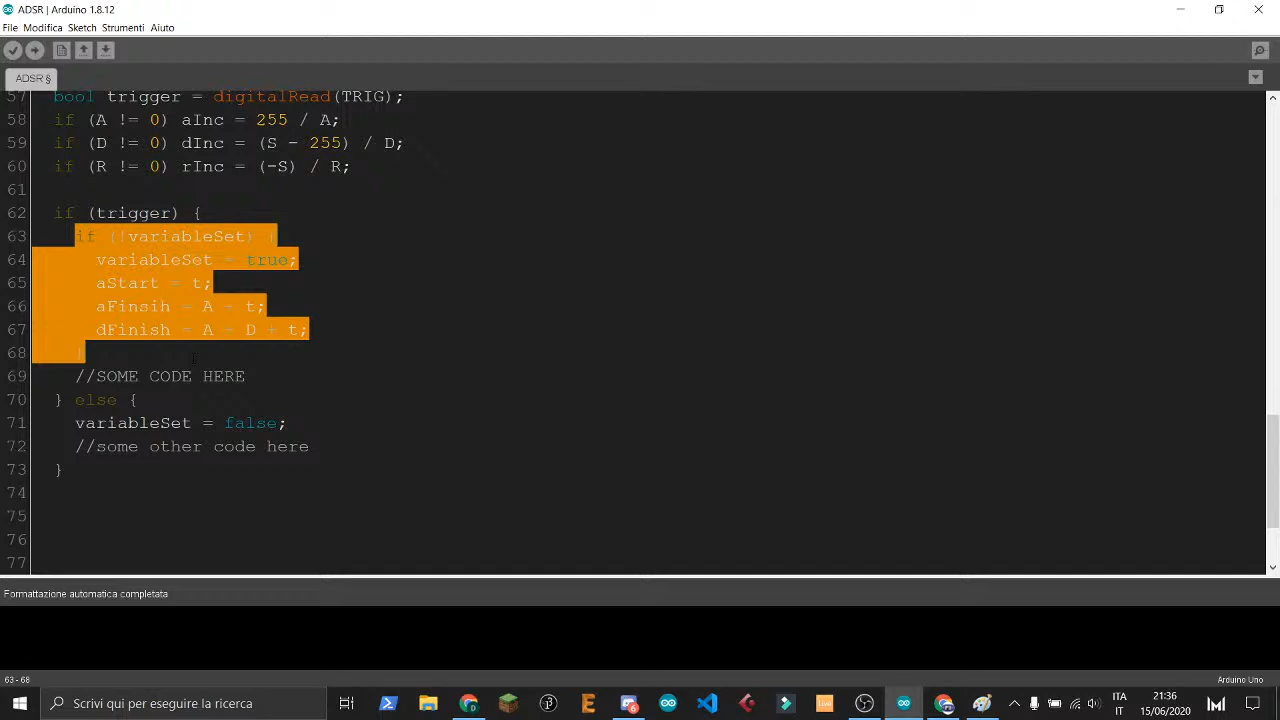 ADSR | Arduino 1.8.12
File Modifica Sketch Strumenti Aiuto
ADSR §
57 bool trigger = digitalRead(TRIG);
58 if (A != 0) aInc = 255 / A;
59 if (D != 0) dInc = (S - 255) / D;
60 if (R != 0) rInc = (-S) / R;
61
62 if (trigger) {
63 if (!variableSet) {
64 variableSet = true;
65 aStart = t;
66 aFinsih = A + t;
67 dFinish = A + D + t;
68 }
69 //SOME CODE HERE
70 } else {
71 variableSet = false;
72 //some other code here
73 }
74
75
76
77
Formattazione automatica completata
63 - 68 Arduino Uno
Scrivi qui per eseguire la ricerca
ITA 21:36
IT 15/06/2020